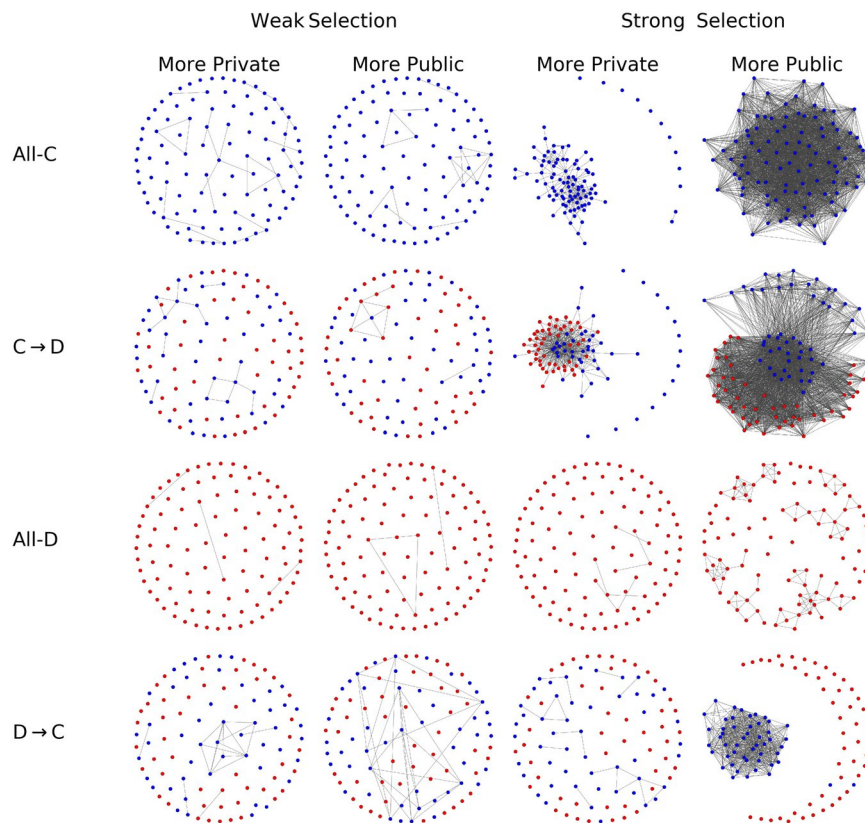 Weak Selection Strong Selection
More Private More Public More Private More Public
All-C
C→D
All-D
D→C